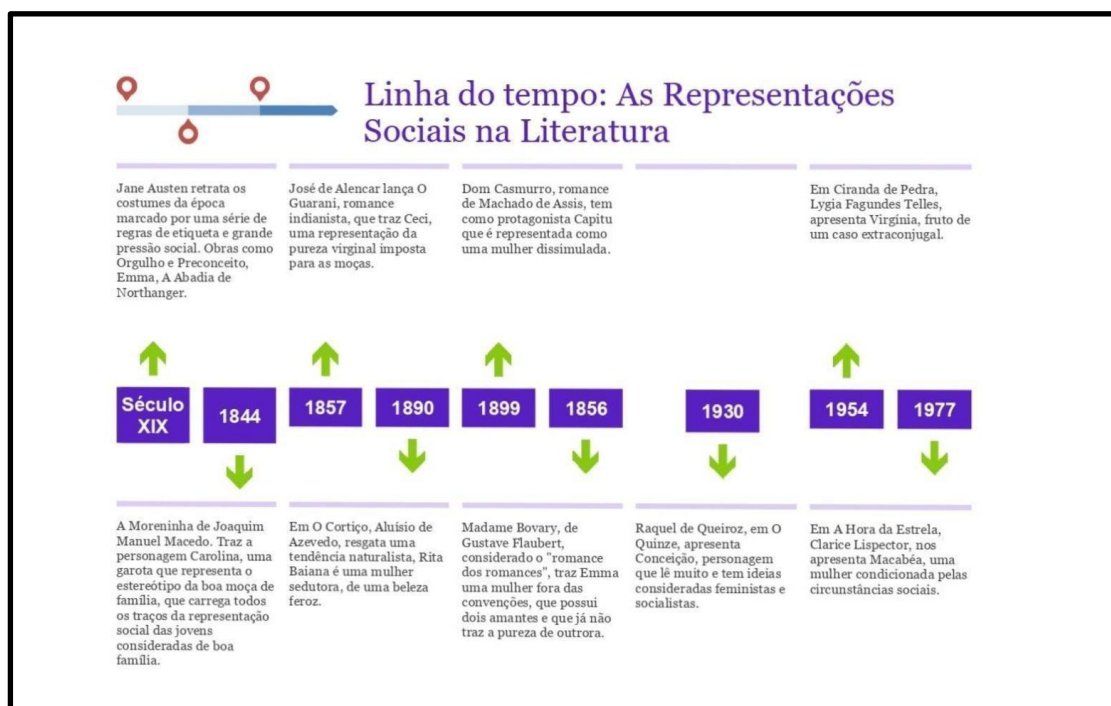 Linha do tempo: As Representações
Sociais na Literatura
Jane Austen retrata os
costumes da época
marcado por uma série de
regras de etiqueta e grande
pressão social. Obras como
Orgulho e Preconceito,
Emma, A Abadia de
Northanger.
José de Alencar lança O
Guarani, romance
indianista, que traz Ceci,
uma representação da
pureza virginal imposta
para as moças.
Dom Casmurro, romance
de Machado de Assis, tem
como protagonista Capitu
que é representada como
uma mulher dissimulada.
Em Ciranda de Pedra,
Lygia Fagundes Telles,
apresenta Virgínia, fruto de
um caso extraconjugal.
Século
XIX
1844
1857
1890
1899
1856
1930
1954
1977
A Moreninha de Joaquim
Manuel Macedo. Traz a
personagem Carolina, uma
garota que representa o
estereótipo da boa moça de
família, que carrega todos
os traços da representação
social das jovens
consideradas de boa
família.
Em O Cortiço, Aluísio de
Azevedo, resgata uma
tendência naturalista, Rita
Baiana é uma mulher
sedutora, de uma beleza
feroz.
Madame Bovary, de
Gustave Flaubert,
considerado o "romance
dos romances", traz Emma
uma mulher fora das
convenções, que possui
dois amantes e que já não
traz a pureza de outrora.
Raquel de Queiroz, em O
Quinze, apresenta
Conceição, personagem
que lê muito e tem ideias
consideradas feministas e
socialistas.
Em A Hora da Estrela,
Clarice Lispector, nos
apresenta Macabéa, uma
mulher condicionada pelas
circunstâncias sociais.